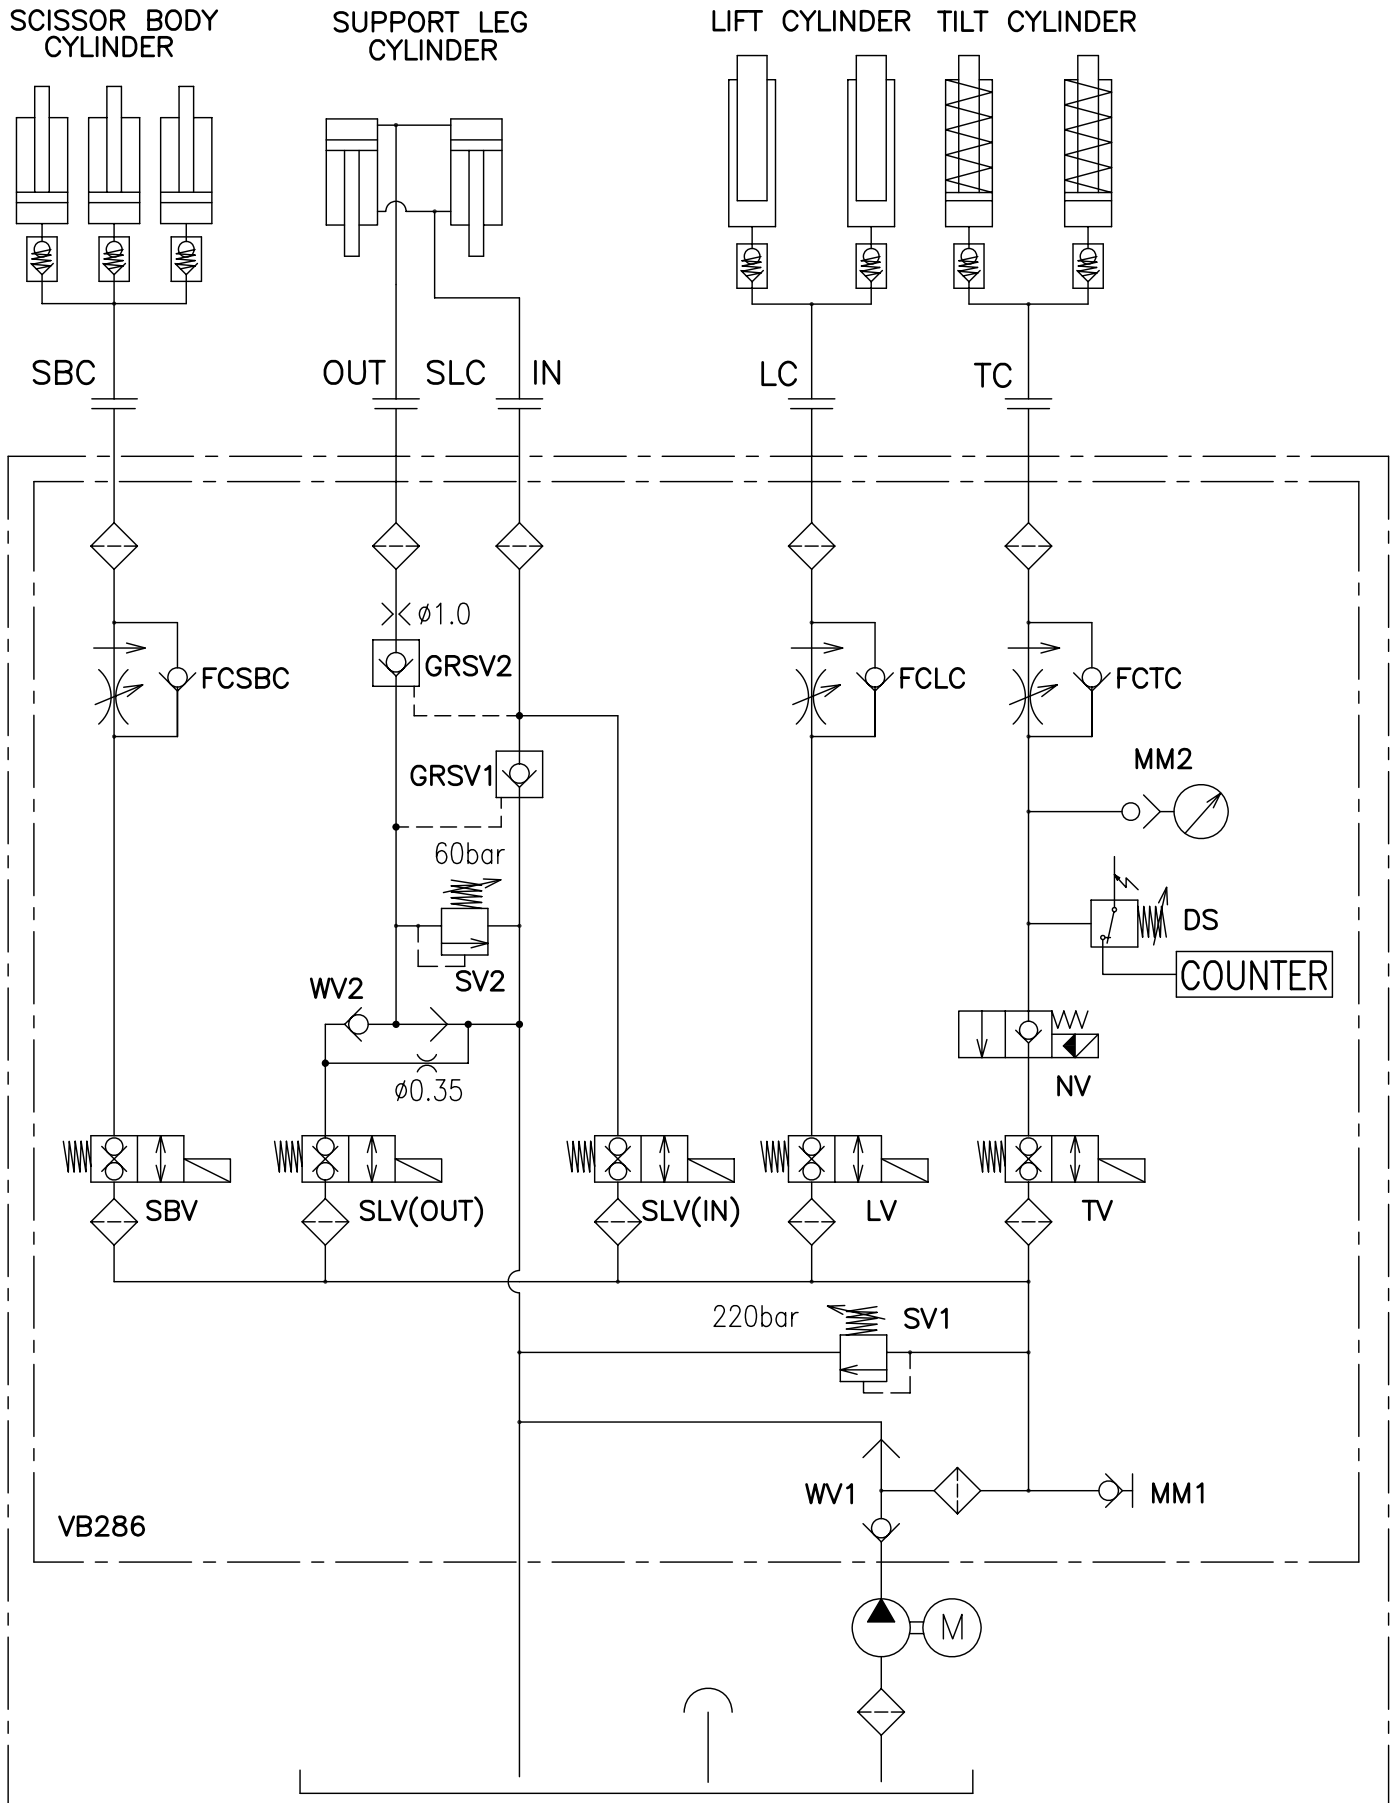 SCISSOR BODY
CYLINDER
SUPPORT LEG
CYLINDER
LIFT CYLINDER
TILT CYLINDER
SBC
OUT
SLC
IN
LC
TC
ø1.0
GRSV2
FCSBC
FCLC
FCTC
GRSV1
MM2
60bar
DS
SV2
COUNTER
WV2
ø0.35
NV
SBV
SLV(OUT)
SLV(IN)
LV
TV
220bar
SV1
WV1
MM1
VB286
M